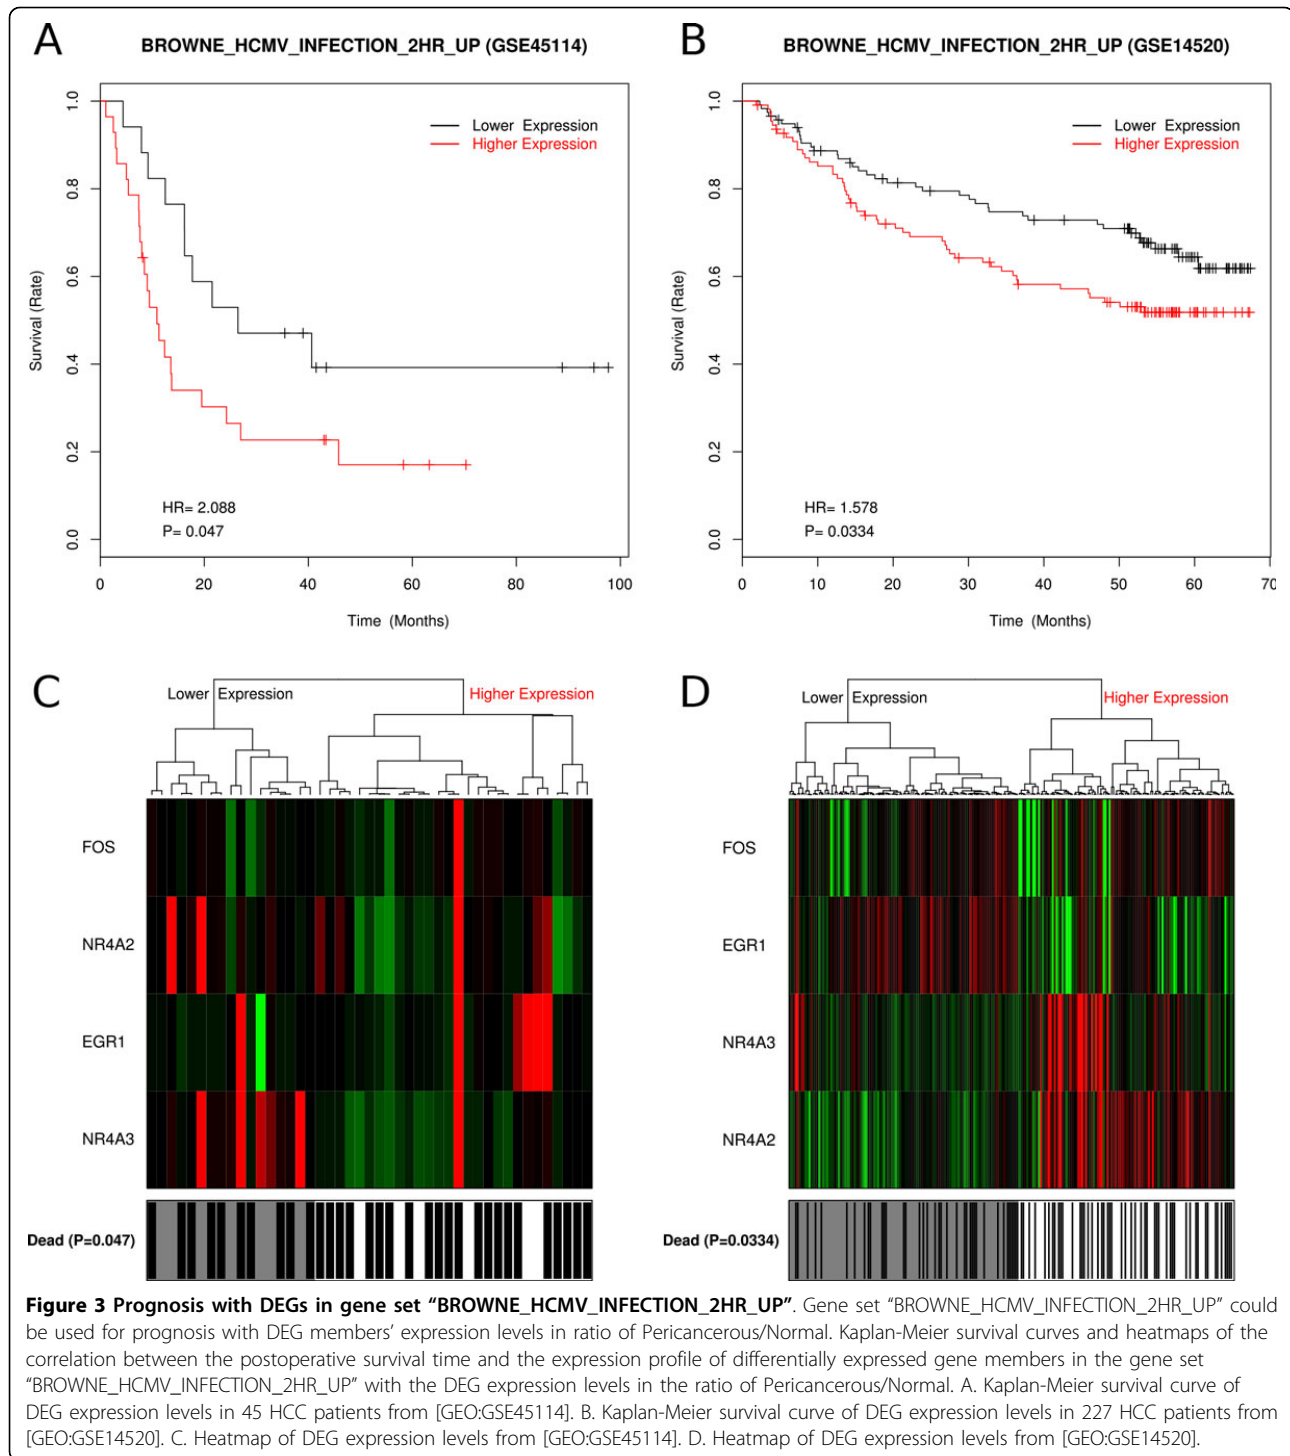 A
BROWNE_HCMV_INFECTION_2HR_UP (GSE45114)
Survival (Rate)
1.0
0.8
0.6
0.4
0.2
0.0
Lower Expression
Higher Expression
HR= 2.088
P= 0.047
0 20 40 60 80 100
Time (Months)
B
BROWNE_HCMV_INFECTION_2HR_UP (GSE14520)
Survival (Rate)
1.0
0.8
0.6
0.4
0.2
0.0
Lower Expression
Higher Expression
HR= 1.578
P= 0.0334
0 10 20 30 40 50 60 70
Time (Months)
C
Lower Expression
Higher Expression
FOS
NR4A2
EGR1
NR4A3
Dead (P=0.047)
D
Lower Expression
Higher Expression
FOS
EGR1
NR4A3
NR4A2
Dead (P=0.0334)
Figure 3 Prognosis with DEGs in gene set “BROWNE_HCMV_INFECTION_2HR_UP”. Gene set “BROWNE_HCMV_INFECTION_2HR_UP” could
be used for prognosis with DEG members’ expression levels in ratio of Pericancerous/Normal. Kaplan-Meier survival curves and heatmaps of the
correlation between the postoperative survival time and the expression profile of differentially expressed gene members in the gene set
“BROWNE_HCMV_INFECTION_2HR_UP” with the DEG expression levels in the ratio of Pericancerous/Normal. A. Kaplan-Meier survival curve of
DEG expression levels in 45 HCC patients from [GEO:GSE45114]. B. Kaplan-Meier survival curve of DEG expression levels in 227 HCC patients from
[GEO:GSE14520]. C. Heatmap of DEG expression levels from [GEO:GSE45114]. D. Heatmap of DEG expression levels from [GEO:GSE14520].